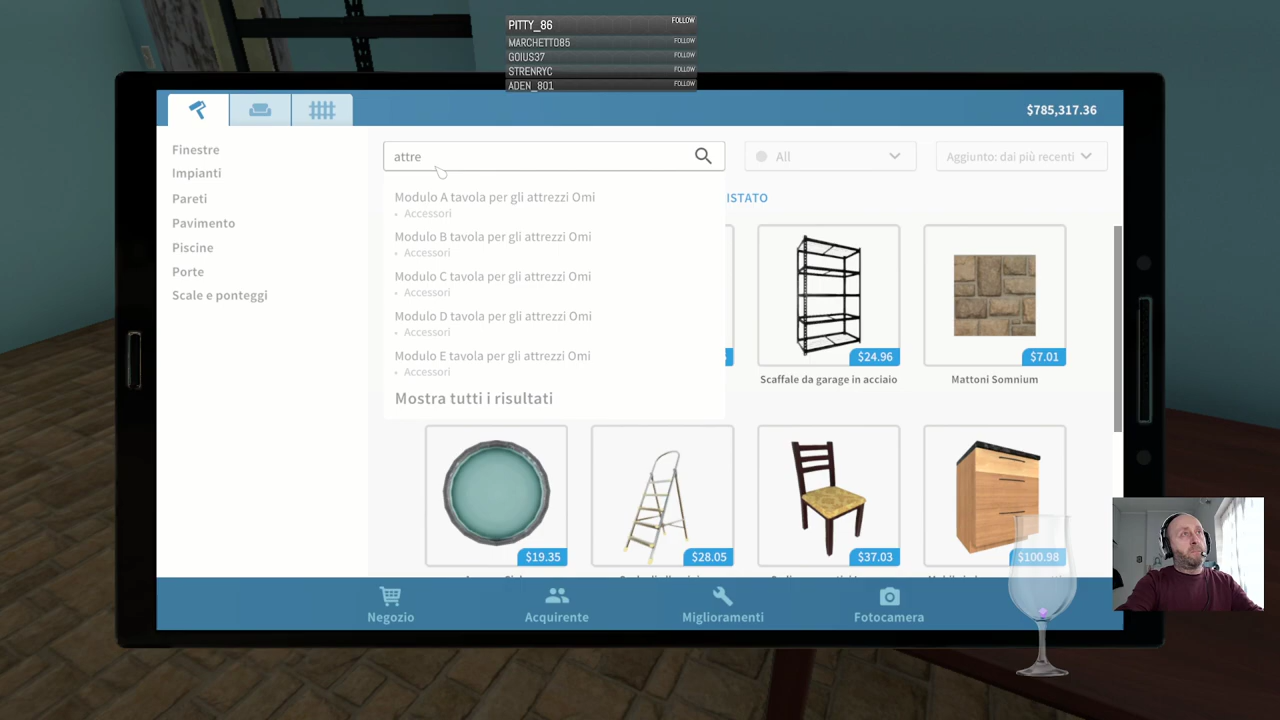 PITTY_86 FOLLOW
MARCHETTO85 FOLLOW
GOIUS37 FOLLOW
STRENRYC FOLLOW
ADEN_801 FOLLOW
$785,317.36
Finestre
Impianti
Pareti
Pavimento
Piscine
Porte
Scale e ponteggi
attre
All
Aggiunto: dai più recenti
ISTATO
Modulo A tavola per gli attrezzi Omi
• Accessori
Modulo B tavola per gli attrezzi Omi
• Accessori
Modulo C tavola per gli attrezzi Omi
• Accessori
Modulo D tavola per gli attrezzi Omi
• Accessori
Modulo E tavola per gli attrezzi Omi
• Accessori
Mostra tutti i risultati
$24.96
$7.01
Scaffale da garage in acciaio
Mattoni Somnium
$19.35
$28.05
$37.03
$100.98
Negozio
Acquirente
Miglioramenti
Fotocamera